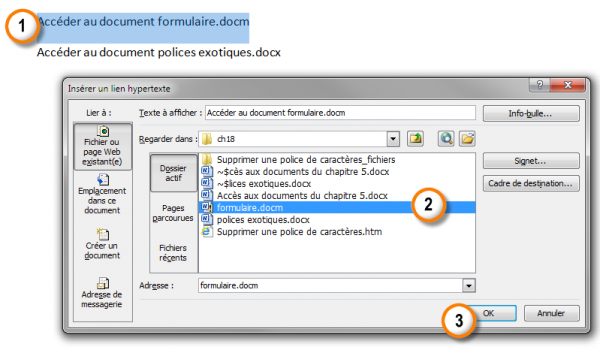 1
Accéder au document formulaire.docm
Accéder au document polices exotiques.docx
Insérer un lien hypertexte
Lier à :
Texte à afficher : Accéder au document formulaire.docm
Info-bulle...
Fichier ou
page Web
existant(e)
Regarder dans : ch18
Dossier
actif
Supprimer une police de caractères_fichiers
~$cès aux documents du chapitre 5.docx
~$lices exotiques.docx
Accès aux documents du chapitre 5.docx
formulaire.docm
polices exotiques.docx
Supprimer une police de caractères.htm
2
Signet...
Cadre de destination...
Emplacement
dans ce
document
Pages
parcourues
Créer un
document
Fichiers
récents
Adresse de
messagerie
Adresse : formulaire.docm
3
OK
Annuler